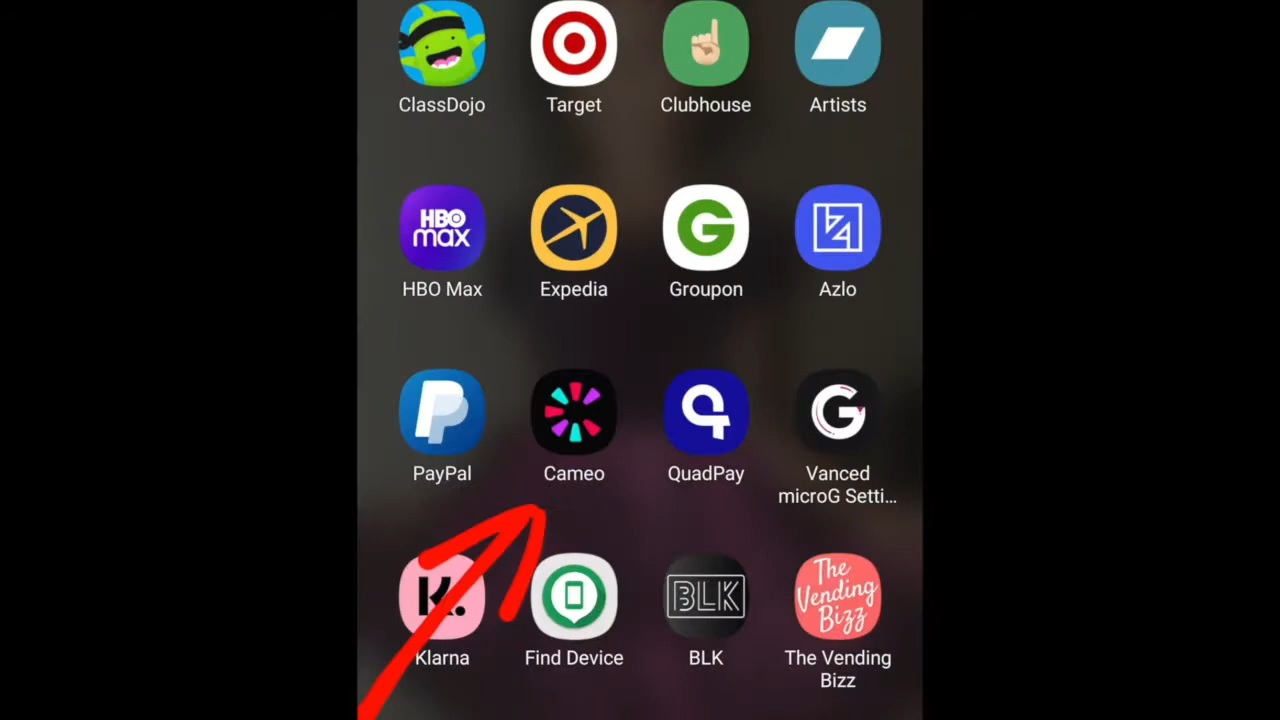 ClassDojo
Target
Clubhouse
Artists
HBO
max
HBO Max
Expedia
Groupon
Azlo
PayPal
Cameo
QuadPay
Vanced
microG Setti...
K.
Klarna
Find Device
BLK
BLK
The
Vending
Bizz
The Vending
Bizz